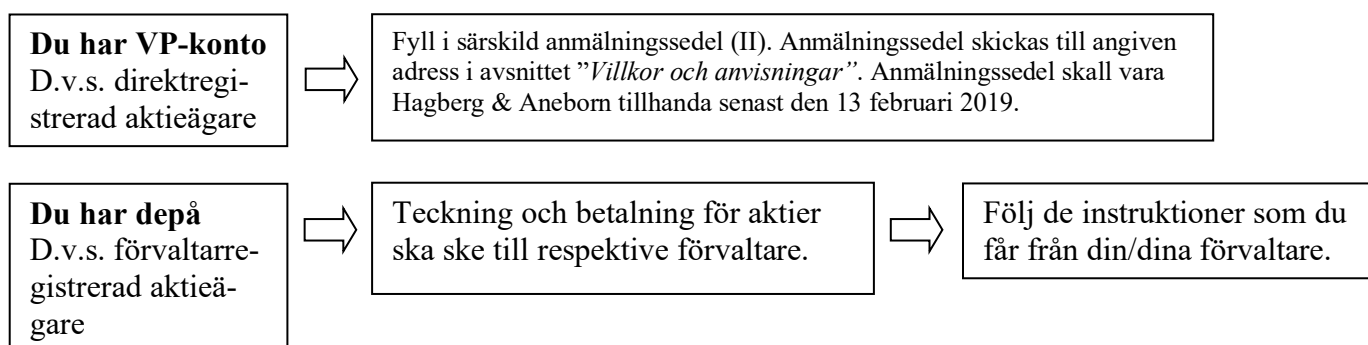 Du har VP-konto
D.v.s. direktregi-
strerad aktieägare
Fyll i särskild anmälningssedel (II). Anmälningssedel skickas till angiven
adress i avsnittet ”Villkor och anvisningar”. Anmälningssedel skall vara
Hagberg & Aneborn tillhanda senast den 13 februari 2019.
Du har depå
D.v.s. förvaltarre-
gistrerad aktieä-
gare
Teckning och betalning för aktier
ska ske till respektive förvaltare.
Följ de instruktioner som du
får från din/dina förvaltare.